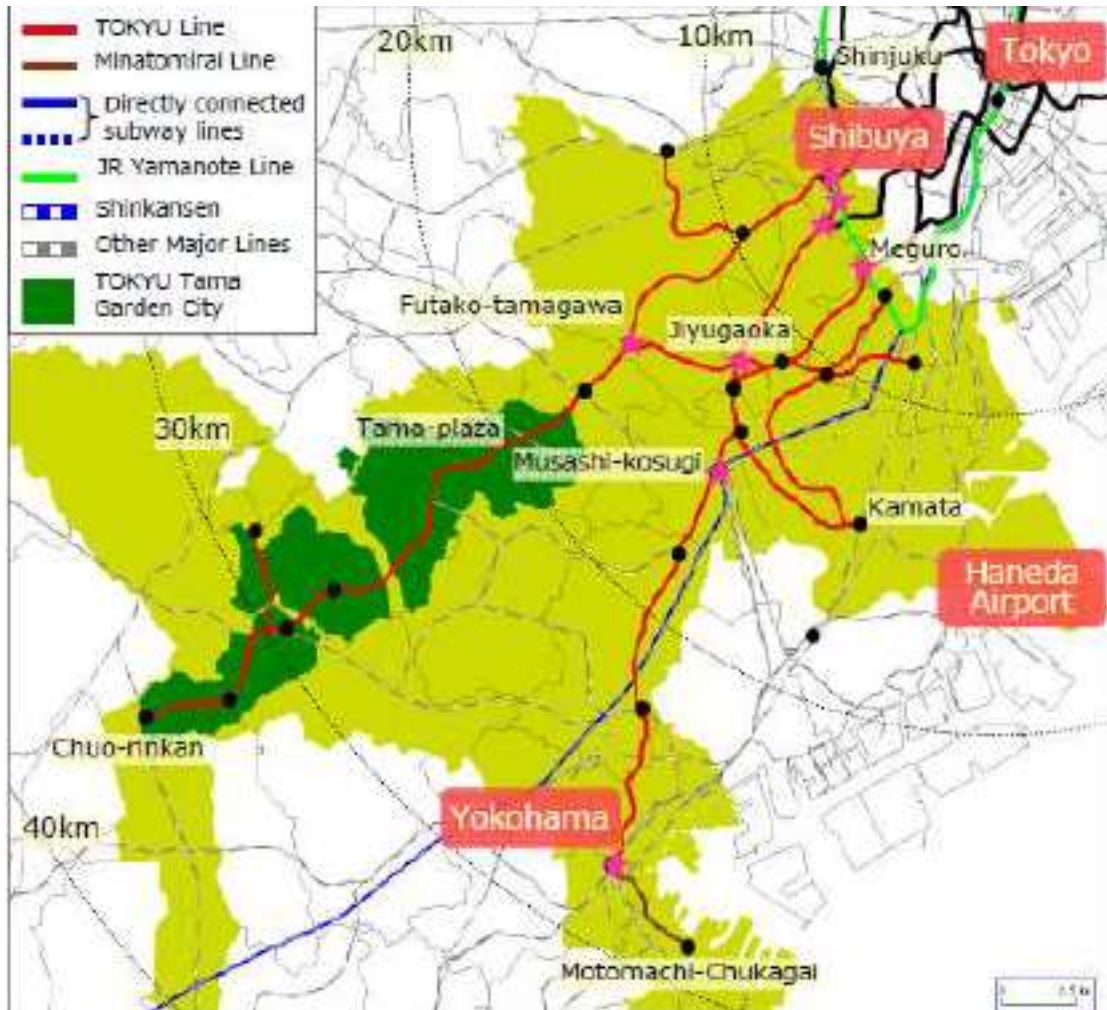 TOKYU Line
Minatomirai Line
Directly connected
subway lines
JR Yamanote Line
Shinkansen
Other Major Lines
TOKYU Tama
Garden City
20km
10km
Shinjuku
Tokyo
Shibuya
Meguro
Futako-tamagawa
Jiyugaoka
30km
Tama-plaza
Musashi-kosugi
Kamata
Haneda
Airport
Chuo-rinkan
Yokohama
40km
Motomachi-Chukagai